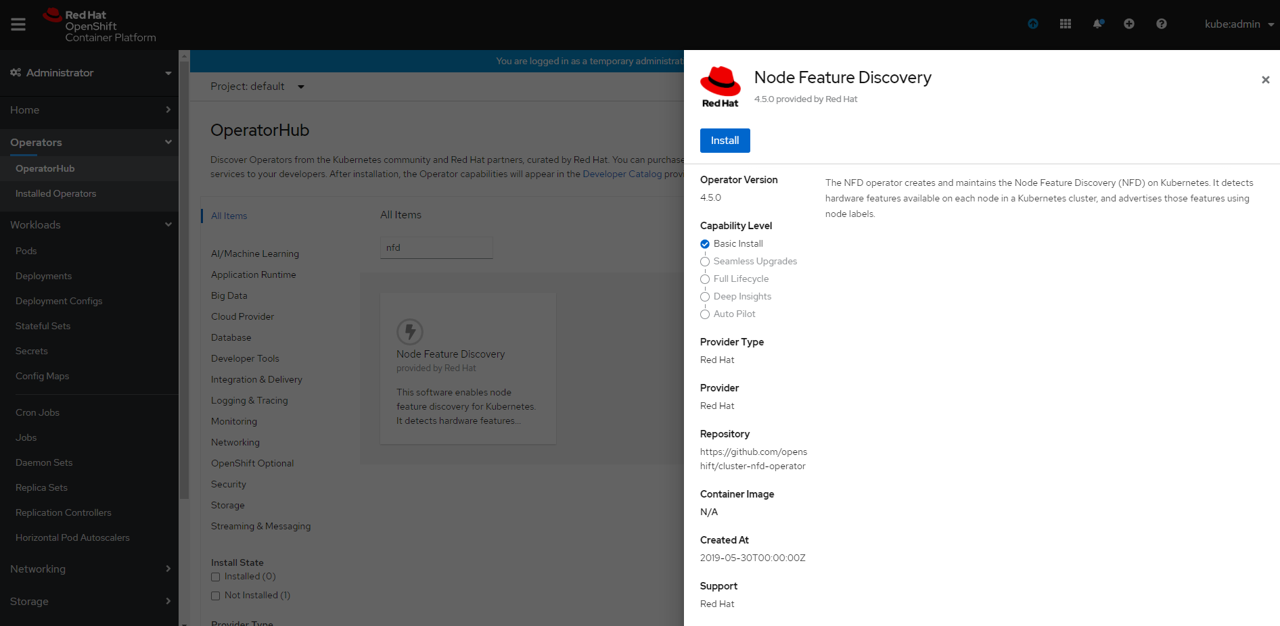 Red Hat
OpenShift
Container Platform
kube:admin
Administrator
Home
Operators
OperatorHub
Installed Operators
Workloads
Pods
Deployments
Deployment Configs
Stateful Sets
Secrets
Config Maps
Cron Jobs
Jobs
Daemon Sets
Replica Sets
Replication Controllers
Horizontal Pod Autoscalers
Networking
Storage
You are logged in as a temporary administrat
Project: default
OperatorHub
Discover Operators from the Kubernetes community and Red Hat partners, curated by Red Hat. You can purchase
services to your developers. After installation, the Operator capabilities will appear in the Developer Catalog prov
All Items
AI/Machine Learning
Application Runtime
Big Data
Cloud Provider
Database
Developer Tools
Integration & Delivery
Logging & Tracing
Monitoring
Networking
OpenShift Optional
Security
Storage
Streaming & Messaging
Install State
Installed (0)
Not Installed (1)
Provider Type
All Items
nfd
Node Feature Discovery
provided by Red Hat
This software enables node
feature discovery for Kubernetes.
It detects hardware features...
Red Hat
Node Feature Discovery
4.5.0 provided by Red Hat
Install
Operator Version
4.5.0
Capability Level
Basic Install
Seamless Upgrades
Full Lifecycle
Deep Insights
Auto Pilot
Provider Type
Red Hat
Provider
Red Hat
Repository
https://github.com/opens
hift/cluster-nfd-operator
Container Image
N/A
Created At
2019-05-30T00:00:00Z
Support
Red Hat
The NFD operator creates and maintains the Node Feature Discovery (NFD) on Kubernetes. It detects
hardware features available on each node in a Kubernetes cluster, and advertises those features using
node labels.